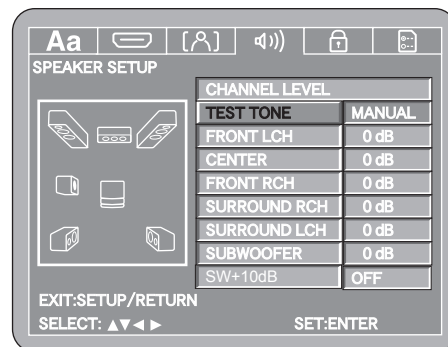 Aa
SPEAKER SETUP
CHANNEL LEVEL
TEST TONE MANUAL
FRONT LCH 0 dB
CENTER 0 dB
FRONT RCH 0 dB
SURROUND RCH 0 dB
SURROUND LCH 0 dB
SUBWOOFER 0 dB
SW+10dB OFF
EXIT:SETUP/RETURN
SELECT: ▲▼◄ ► SET:ENTER